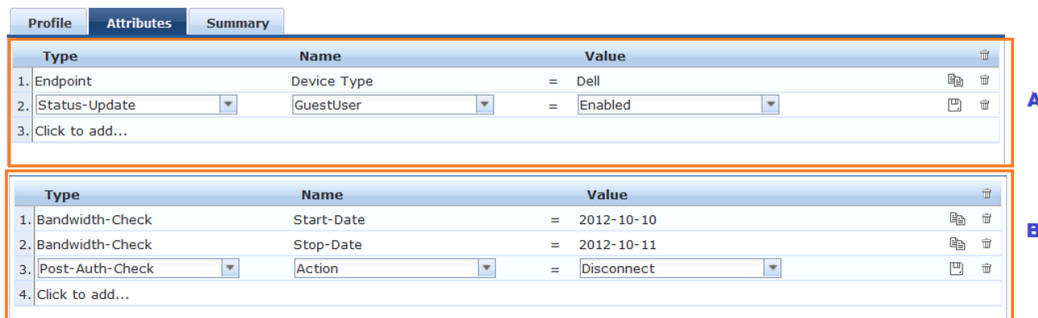 Profile Attributes Summary
Type Name Value
1. Endpoint Device Type = Dell
2. Status-Update GuestUser = Enabled
3. Click to add...
A
Type Name Value
1. Bandwidth-Check Start-Date = 2012-10-10
2. Bandwidth-Check Stop-Date = 2012-10-11
3. Post-Auth-Check Action = Disconnect
4. Click to add...
B